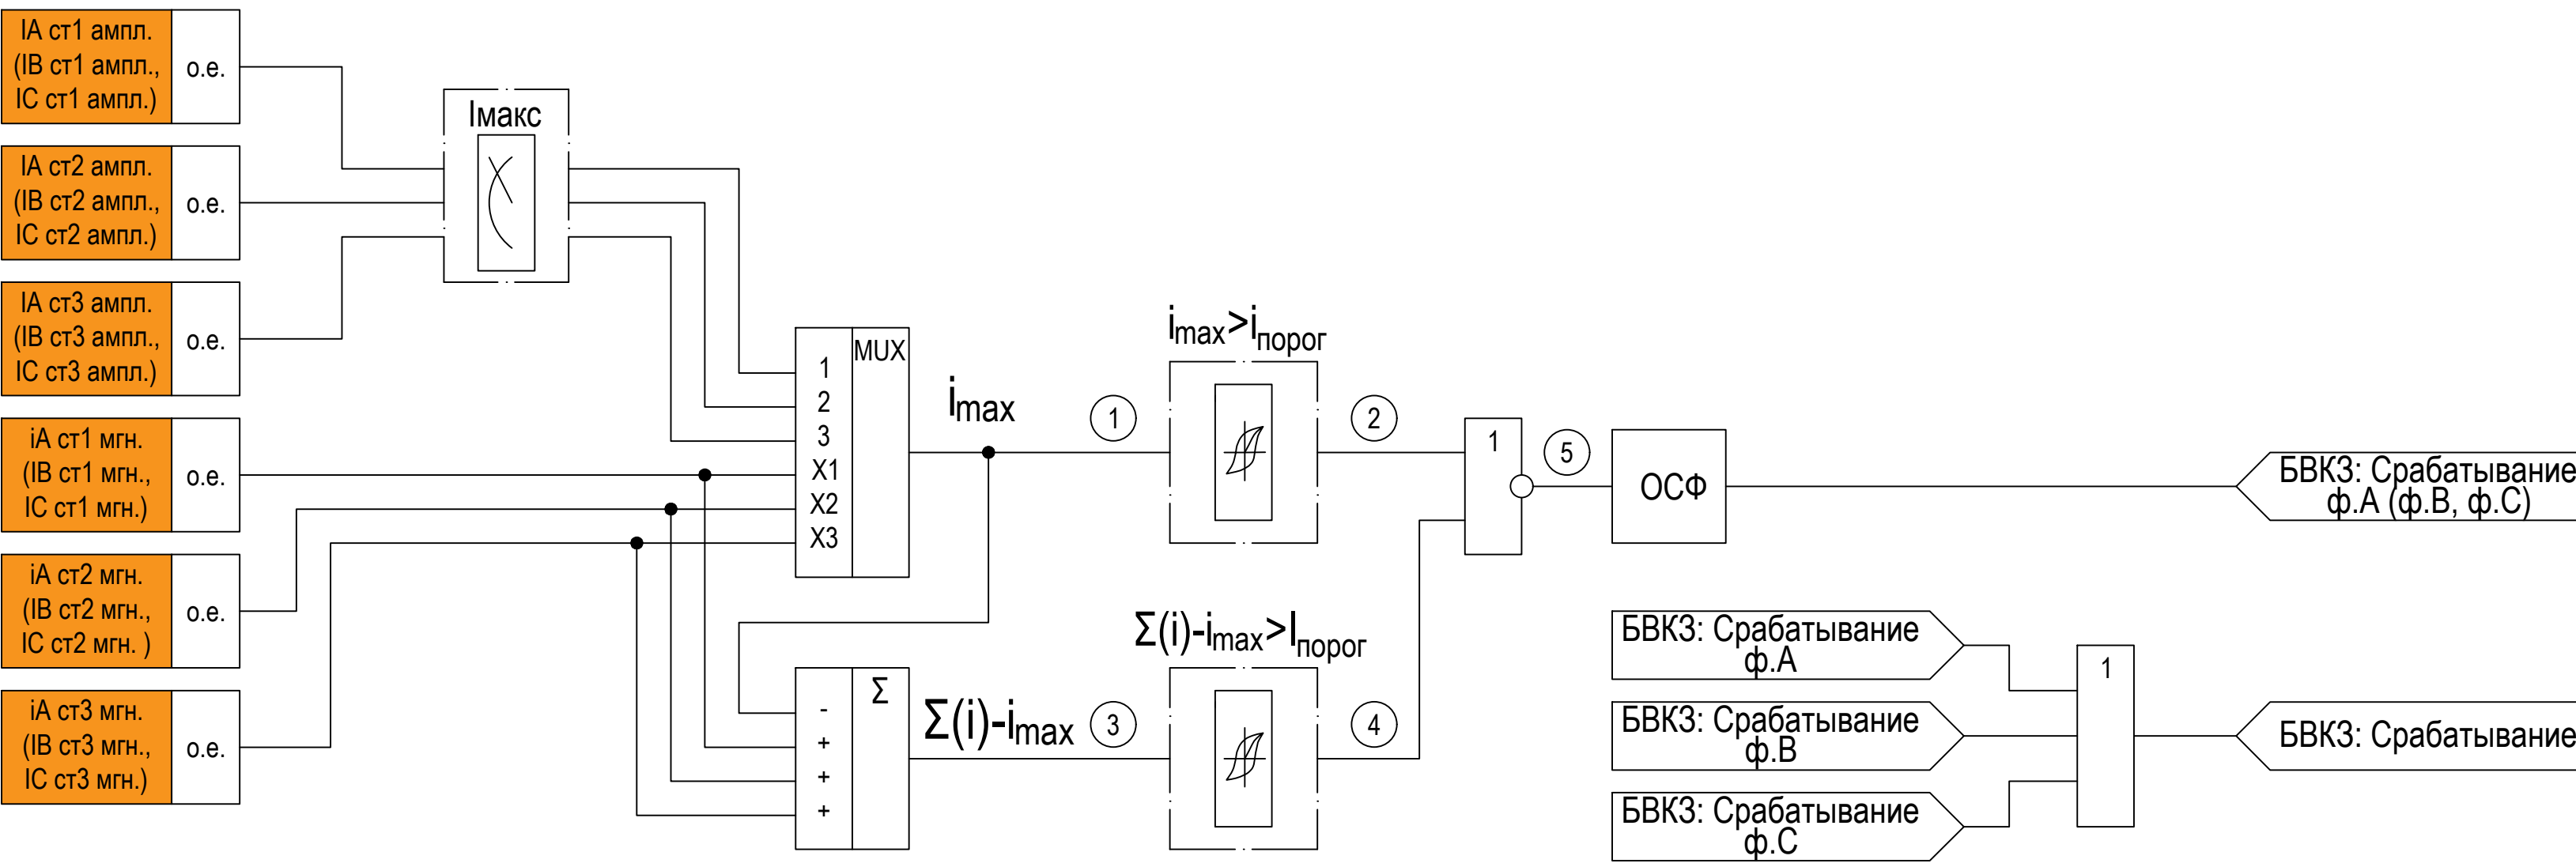 IA ст1 ампл.
(IB ст1 ампл.,
IC ст1 ампл.)
о.е.
IA ст2 ампл.
(IB ст2 ампл.,
IC ст2 ампл.)
о.е.
IA ст3 ампл.
(IB ст3 ампл.,
IC ст3 ампл.)
о.е.
iA ст1 мгн.
(IB ст1 мгн.,
IC ст1 мгн.)
о.е.
iA ст2 мгн.
(IB ст2 мгн.,
IC ст2 мгн. )
о.е.
iA ст3 мгн.
(IB ст3 мгн.,
IC ст3 мгн.)
о.е.
Iмакс
MUX
1
2
3
X1
X2
X3
imax
1
imax>iпорог
2
1
5
ОСФ
БВКЗ: Срабатывание
ф.А (ф.В, ф.С)
Σ
-
+
+
+
Σ(i)-imax
3
Σ(i)-imax>Iпорог
4
БВКЗ: Срабатывание
ф.А
БВКЗ: Срабатывание
ф.В
БВКЗ: Срабатывание
ф.С
1
БВКЗ: Срабатывание